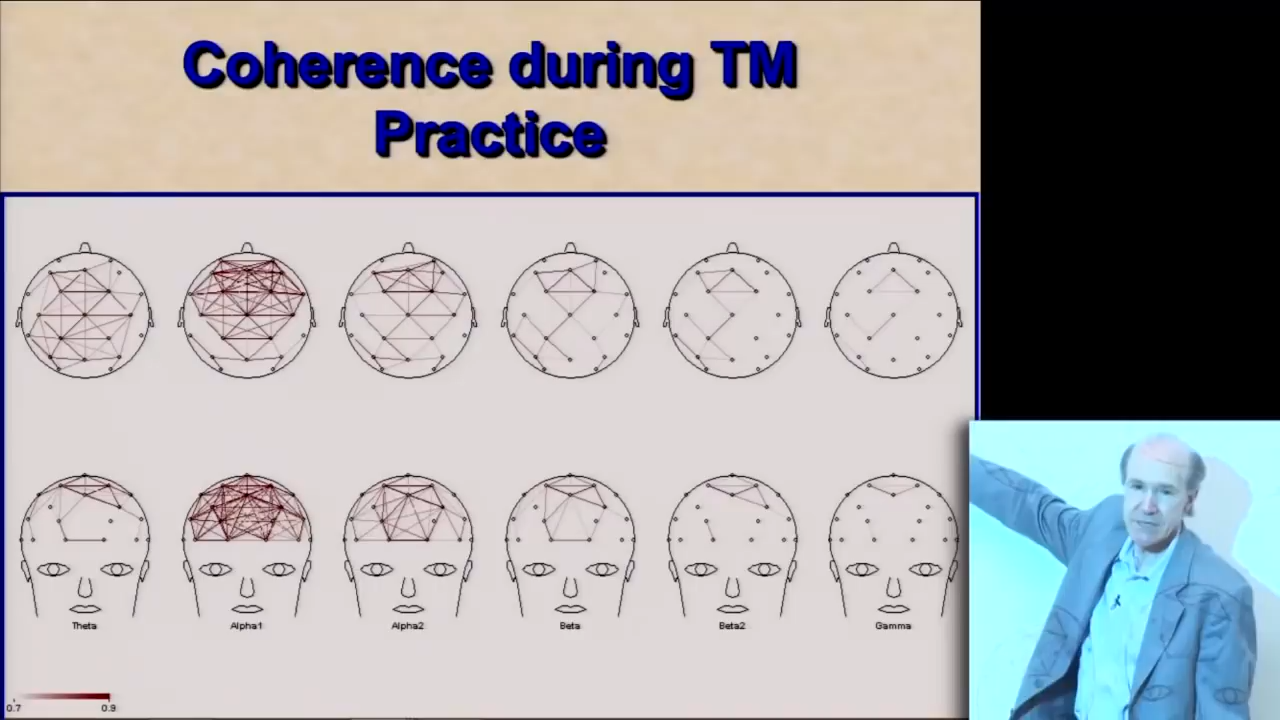 Coherence during TM
Practice
Theta
Alpha1
Alpha2
Beta
Beta2
Gamma
0.7
0.9